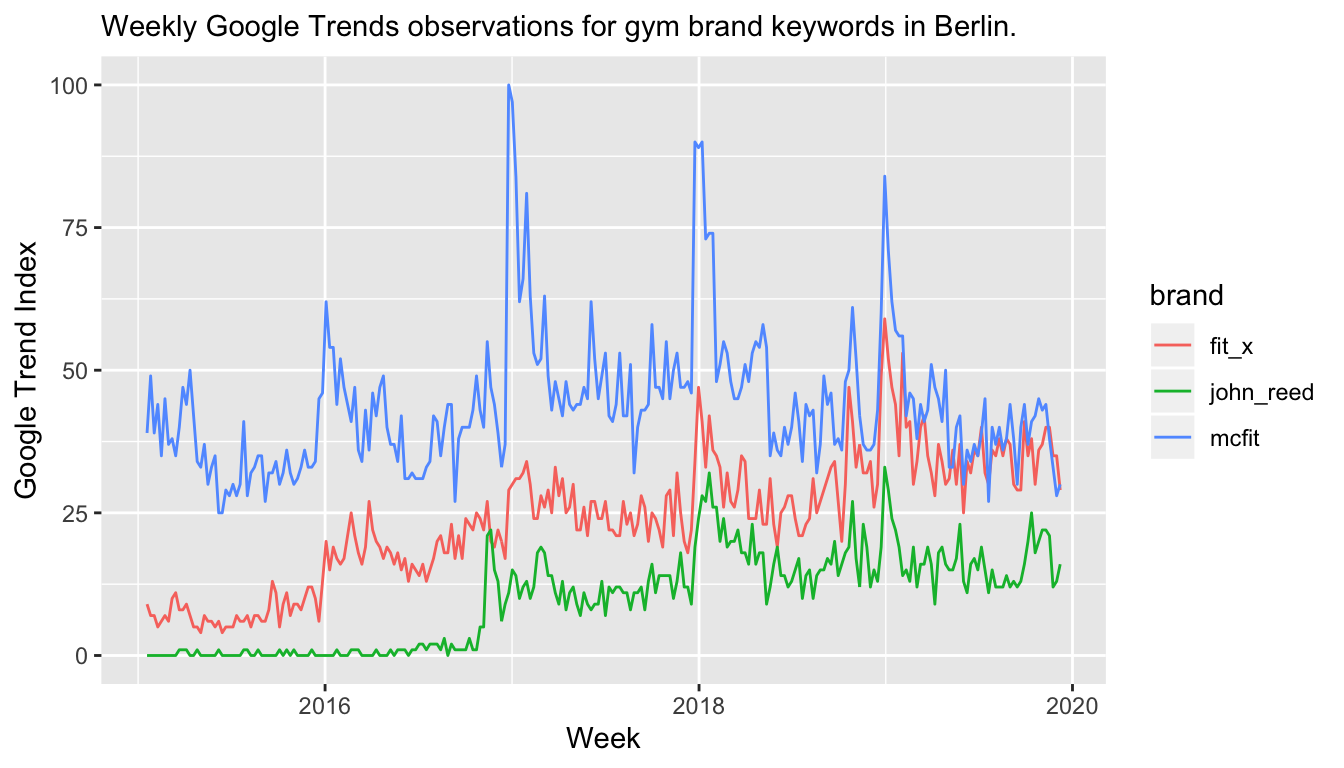 Weekly Google Trends observations for gym brand keywords in Berlin.
Google Trend Index
100
75
50
25
0
2016
2018
2020
Week
brand
fit_x
john_reed
mcfit